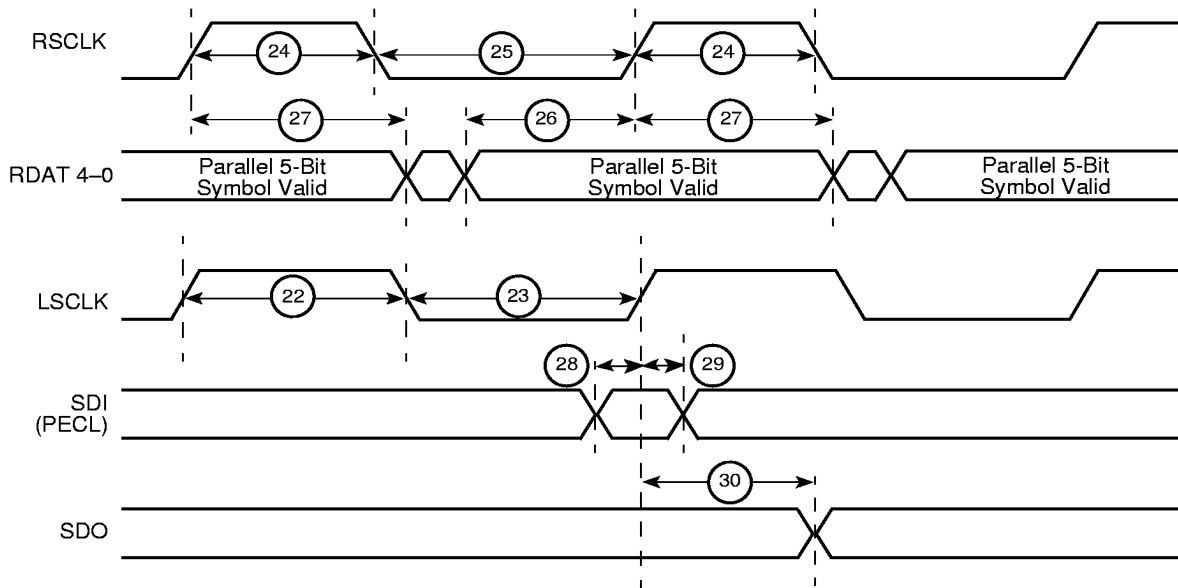 RSCLK
24
25
24
27
26
27
RDAT 4–0
Parallel 5-Bit
Symbol Valid
Parallel 5-Bit
Symbol Valid
Parallel 5-Bit
Symbol Valid
LSCLK
22
23
28
29
SDI
(PECL)
30
SDO